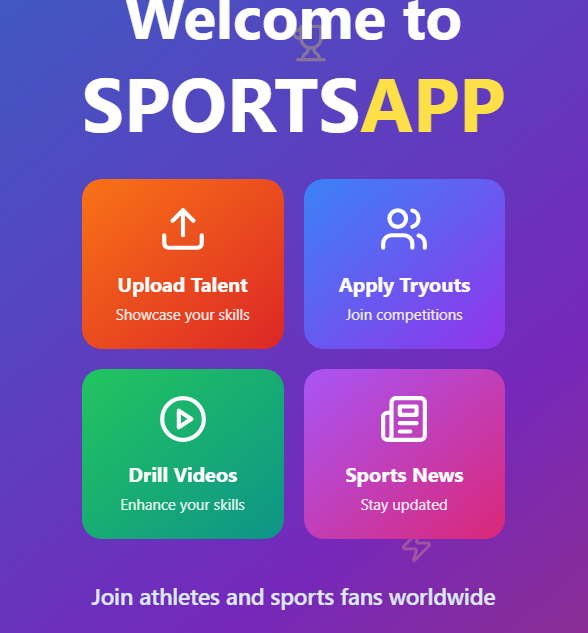 Welcome to
SPORTSAPP
Upload Talent
Showcase your skills
Apply Tryouts
Join competitions
Drill Videos
Enhance your skills
Sports News
Stay updated
Join athletes and sports fans worldwide